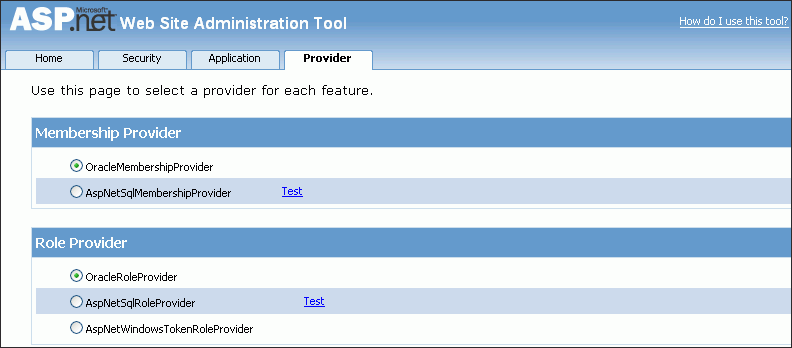 Microsoft
ASP.net Web Site Administration Tool
How do I use this tool?
Home Security Application Provider
Use this page to select a provider for each feature.
Membership Provider
OracleMembershipProvider
AspNetSqlMembershipProvider Test
Role Provider
OracleRoleProvider
AspNetSqlRoleProvider Test
AspNetWindowsTokenRoleProvider